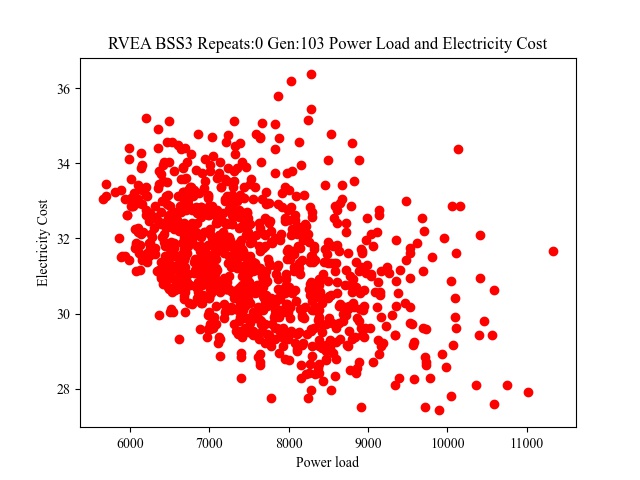 RVEA BSS3 Repeats:0 Gen:103 Power Load and Electricity Cost
36
34
32
30
28
Electricity Cost
6000 7000 8000 9000 10000 11000
Power load